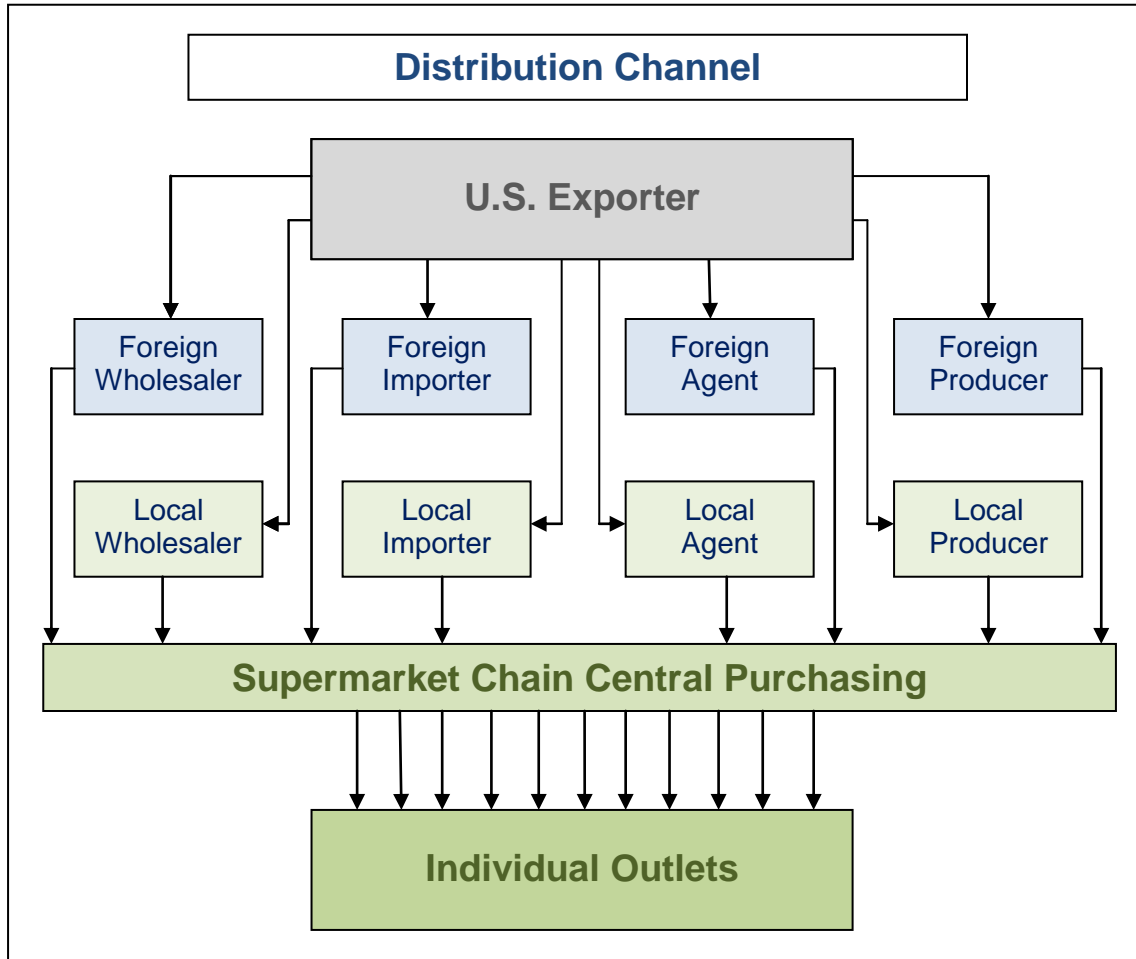 Distribution Channel
U.S. Exporter
Foreign
Wholesaler
Foreign
Importer
Foreign
Agent
Foreign
Producer
Local
Wholesaler
Local
Importer
Local
Agent
Local
Producer
Supermarket Chain Central Purchasing
Individual Outlets